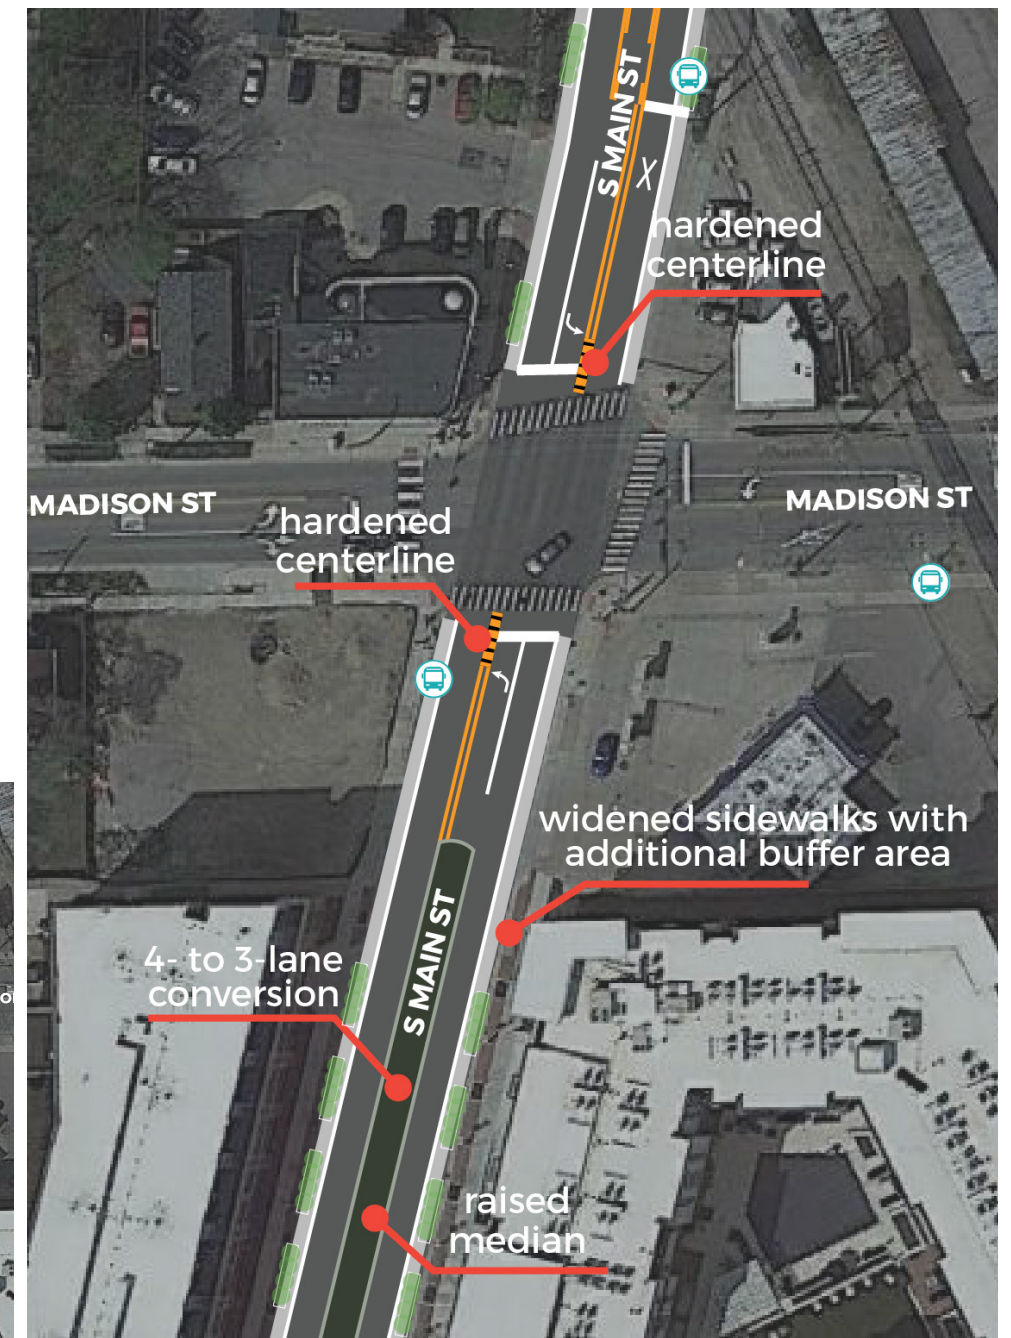 S MAIN ST
X
hardened
centerline
MADISON ST
MADISON ST
hardened
centerline
widened sidewalks with
additional buffer area
S MAIN ST
4- to 3-lane
conversion
raised
median